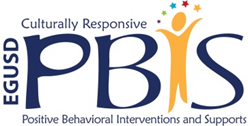 Culturally Responsive
EGUSD
PBIS
Positive Behavioral Interventions and Supports